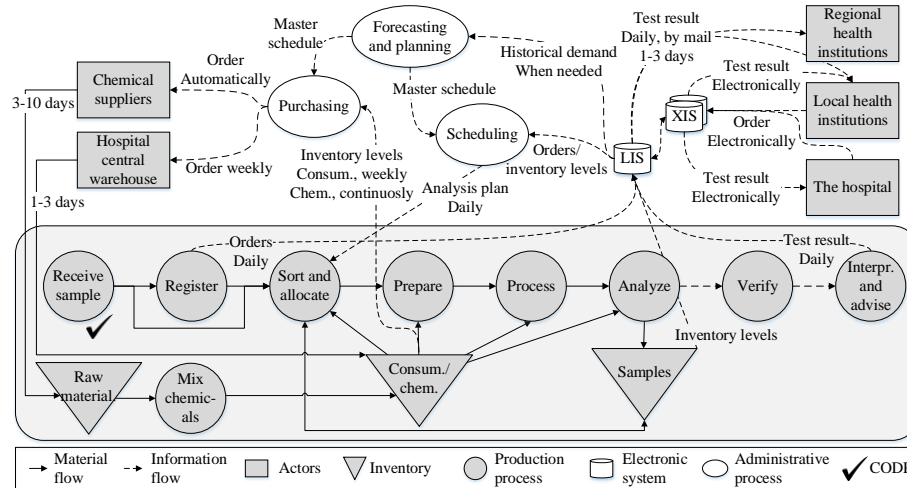 Forecasting
and planning
Master
schedule
Historical demand
When needed
Test result
Daily, by mail
1-3 days
Regional
health
institutions
Chemical
suppliers
Order
Automatically
3-10 days
Purchasing
Master schedule
Scheduling
Test result
Electronically
XIS
Local health
institutions
Order
Electronically
Hospital
central
warehouse
Order weekly
Inventory levels
Consum., weekly
Chem., continuosly
Orders/
inventory levels
LIS
Test result
Electronically
The hospital
1-3 days
Analysis plan
Daily
Orders
Daily
Test result
Daily
Receive
sample
Register
Sort and
allocate
Prepare
Process
Analyze
Verify
Interpr.
and
advise
Inventory levels
Raw
material.
Mix
chemic-
als
Consum./
chem.
Samples
Material
flow
Information
flow
Actors
Inventory
Production
process
Electronic
system
Administrative
process